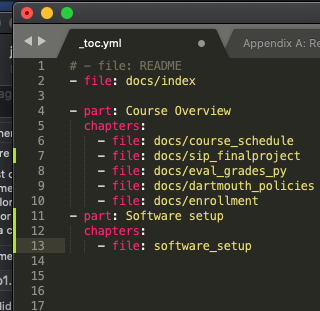 _toc.yml
Appendix A: Re
1 # - file: README
2 - file: docs/index
3
4 - part: Course Overview
5 chapters:
6 - file: docs/course_schedule
7 - file: docs/sip_finalproject
8 - file: docs/eval_grades_py
9 - file: docs/dartmouth_policies
10 - file: docs/enrollment
11 - part: Software setup
12 chapters:
13 - file: software_setup
14
15
16
17